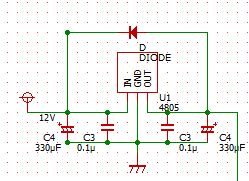 D
DIODE
IN
GND
OUT
U1
4805
12V
C4
330µF
C3
0.1µ
C3
0.1µ
C4
330µF